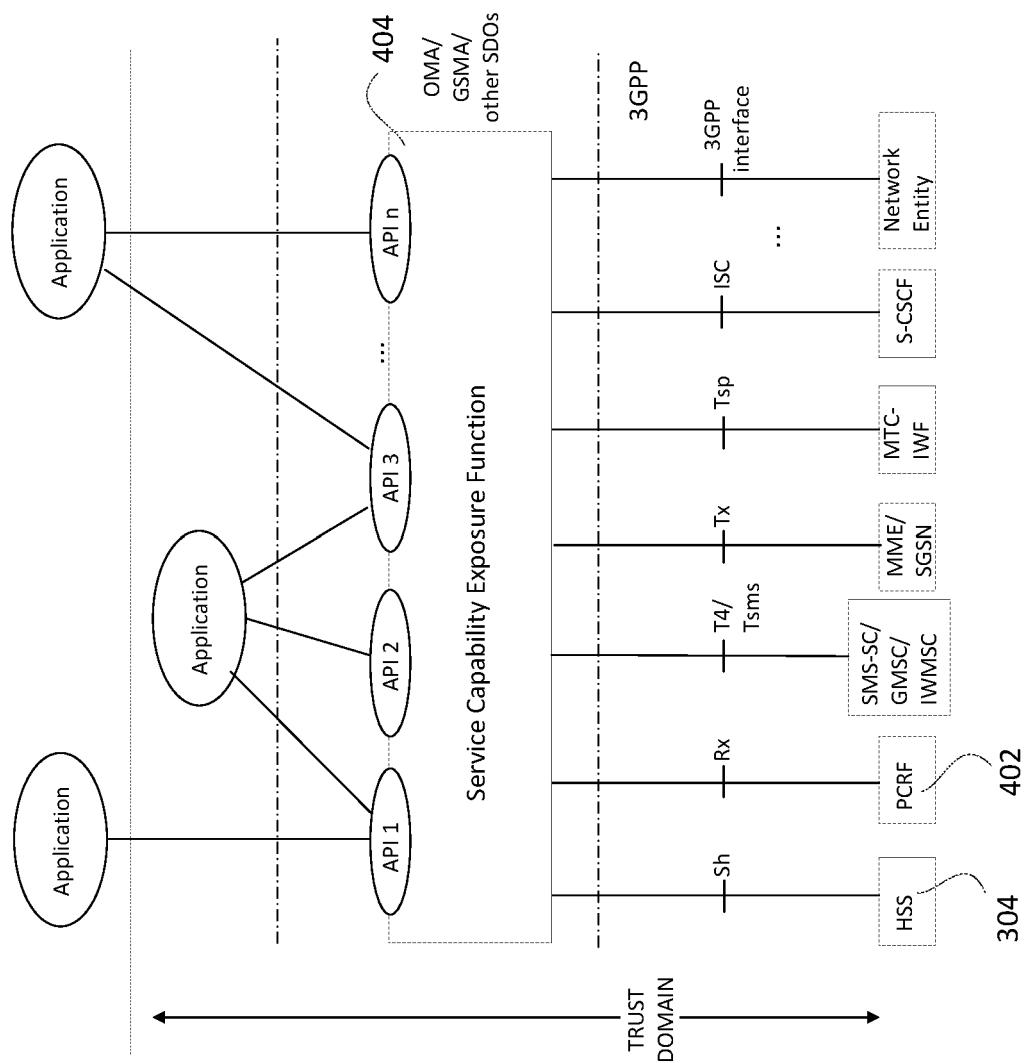 Application
Application
Application
API 1
API 2
API 3
...
API n
404
OMA/
GSMA/
other SDOs
Service Capability Exposure Function
3GPP
TRUST
DOMAIN
Sh
Rx
T4/
Tsms
Tx
Tsp
ISC
...
3GPP
interface
HSS
PCRF
SMS-SC/
GMSC/
IWMSC
MME/
SGSN
MTC-
IWF
S-CSCF
Network
Entity
304
402